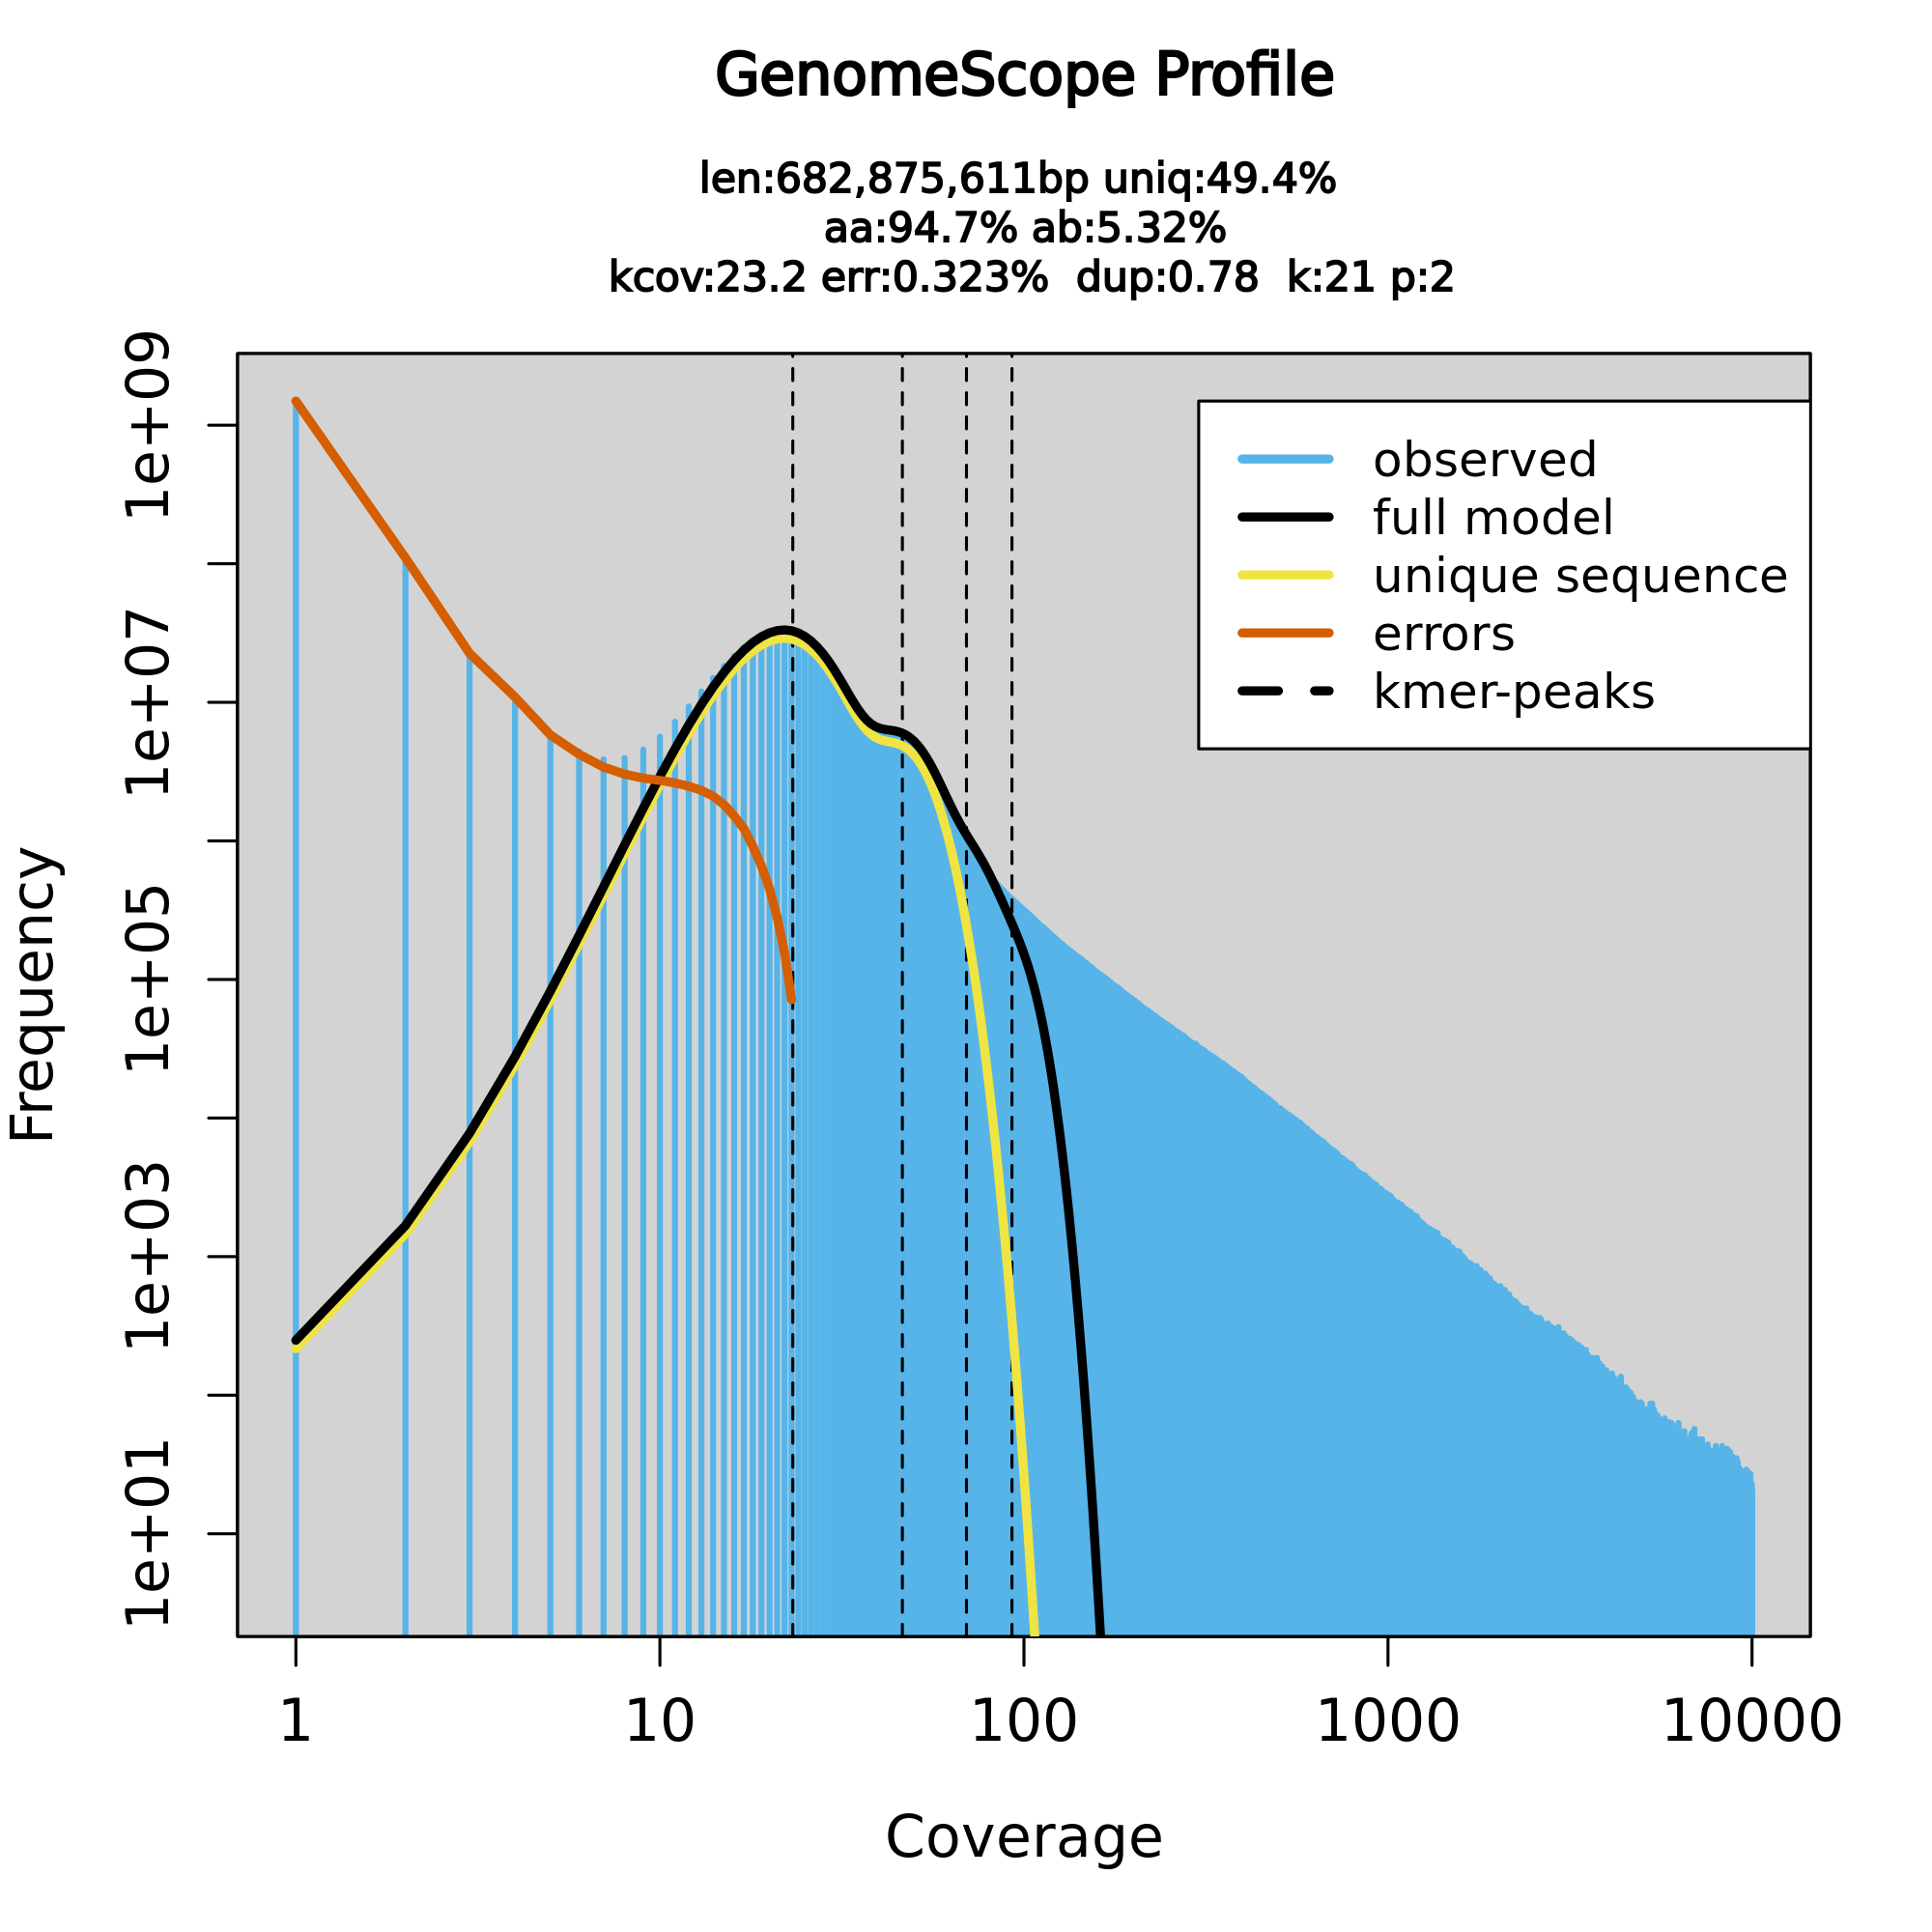 GenomeScope Profile
len:682,875,611bp uniq:49.4%
aa:94.7% ab:5.32%
kcov:23.2 err:0.323%  dup:0.78  k:21 p:2
observed
full model
unique sequence
errors
kmer-peaks
Frequency
1e+09
1e+07
1e+05
1e+03
1e+01
1 10 100 1000 10000
Coverage